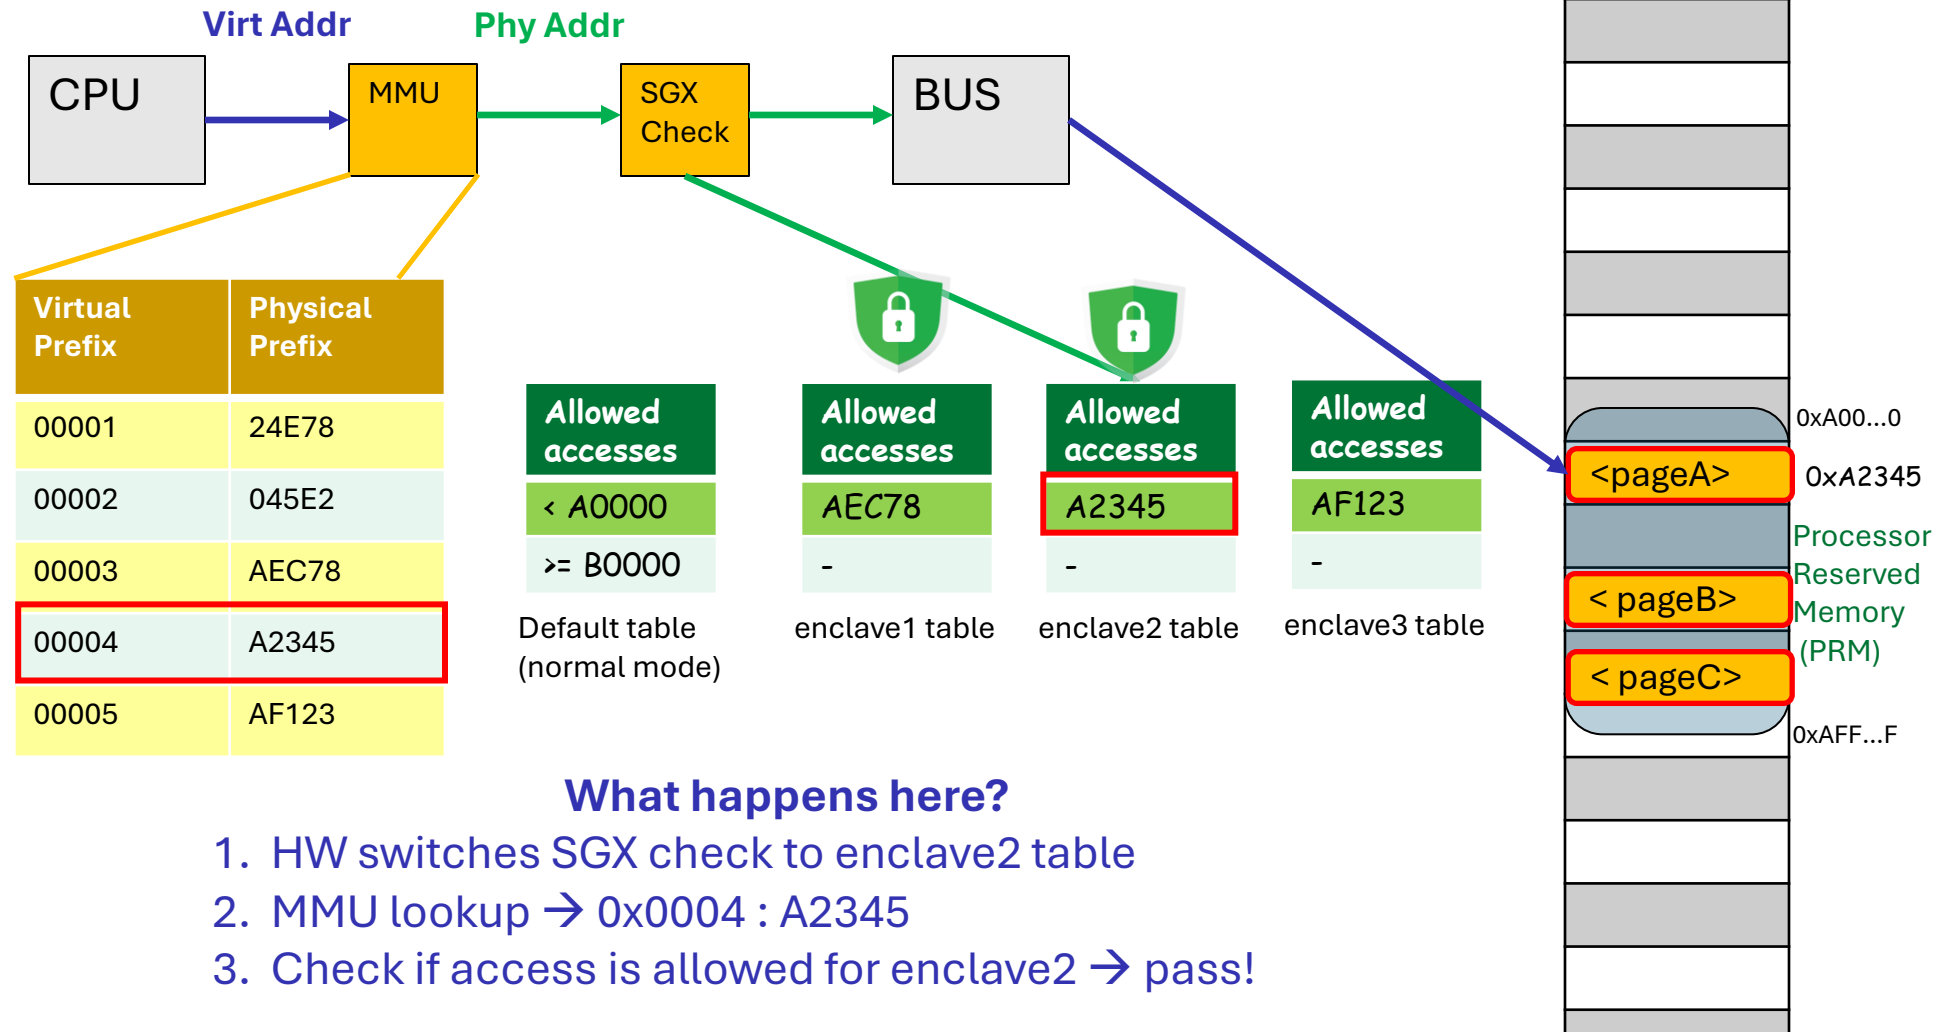 Virt Addr
Phy Addr
CPU
MMU
SGX
Check
BUS
Virtual
Prefix
Physical
Prefix
00001
24E78
00002
045E2
00003
AEC78
00004
A2345
00005
AF123
Allowed
accesses
< A0000
>= B0000
Default table
(normal mode)
Allowed
accesses
AEC78
-
enclave1 table
Allowed
accesses
A2345
-
enclave2 table
Allowed
accesses
AF123
-
enclave3 table
0xA00...0
<pageA>
0xA2345
Processor
Reserved
Memory
(PRM)
< pageB>
< pageC>
0xAFF...F
What happens here?
1. HW switches SGX check to enclave2 table
2. MMU lookup → 0x0004 : A2345
3. Check if access is allowed for enclave2 → pass!